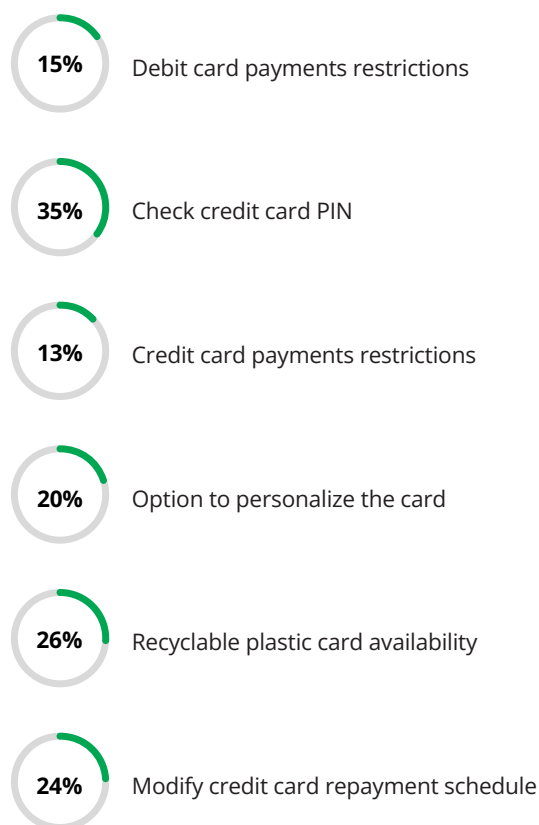 15% Debit card payments restrictions
35% Check credit card PIN
13% Credit card payments restrictions
20% Option to personalize the card
26% Recyclable plastic card availability
24% Modify credit card repayment schedule